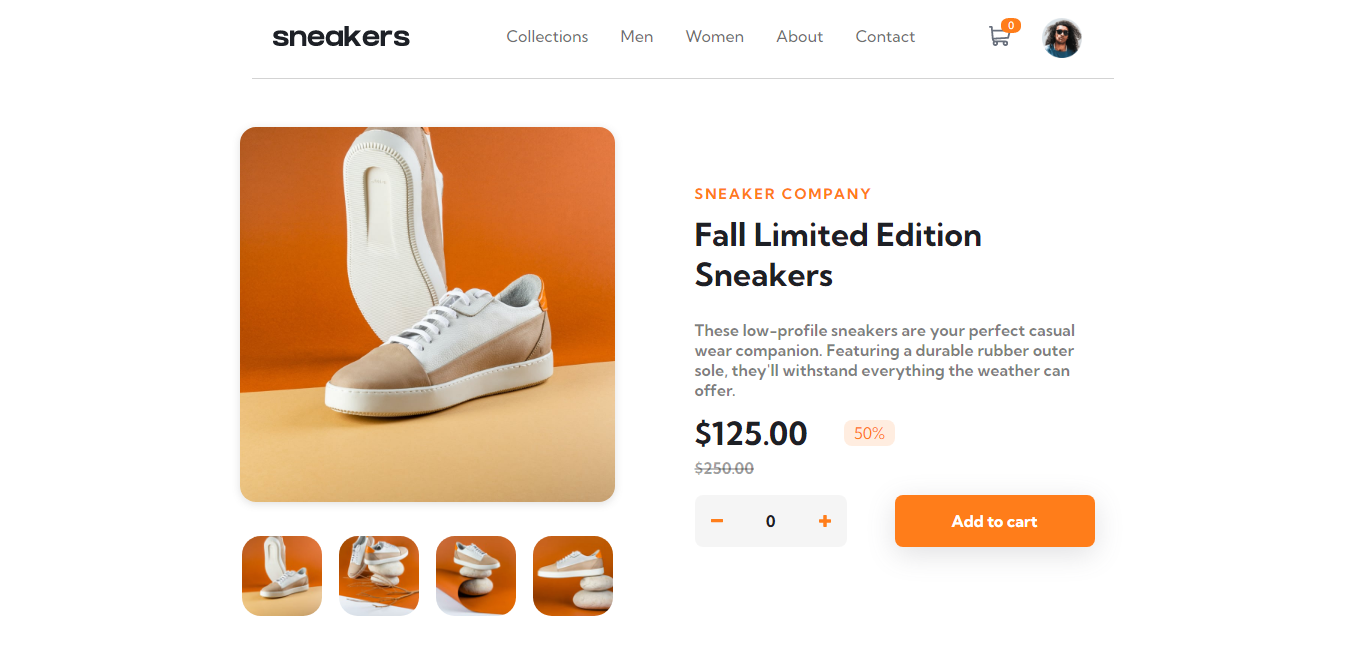 sneakers
Collections
Men
Women
About
Contact
0
SNEAKER COMPANY
Fall Limited Edition
Sneakers
These low-profile sneakers are your perfect casual
wear companion. Featuring a durable rubber outer
sole, they'll withstand everything the weather can
offer.
$125.00
50%
$250.00
0
Add to cart